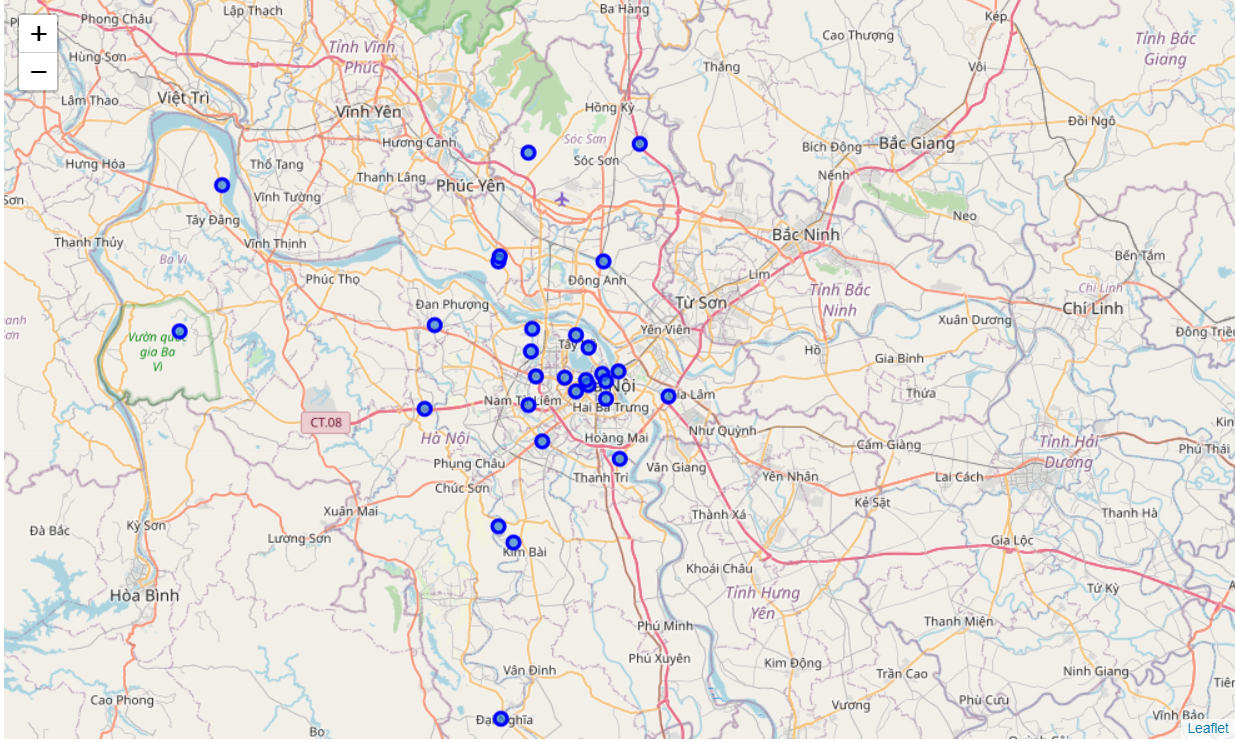 Phong Châu
Lập Thạch
Ba Hàng
Kép
+
Hùng Sơn
Tỉnh Vĩnh
Phúc
Cao Thượng
Tỉnh Bắc
Giang
−
Thắng
Vôi
Lâm Thao
Việt Trì
Vĩnh Yên
Hồng Kỳ
Đồi Ngô
Hương Canh
Sóc Sơn
Bích Động
Bắc Giang
Hưng Hóa
Thổ Tang
Sóc Sơn
Thanh Lãng
Phúc Yên
Nềnh
Sơn
Vĩnh Tường
Tây Đằng
Neo
Thanh Thủy
Vĩnh Thịnh
Bắc Ninh
Ba Vì
Bến Tắm
Phúc Thọ
Đông Anh
Lim
Tỉnh Bắc
Ninh
Chí Linh
Đan Phượng
Từ Sơn
Chí Linh
Xuân Dương
Yên Viên
Đông Triều
Vườn quốc
gia Ba
Vì
Hồ
Gia Bình
Nội
Thứa
Nam Từ Liêm
Hai Bà Trưng
CT.08
Như Quỳnh
Hà Nội
Hoàng Mai
Cẩm Giàng
Tỉnh Hải
Dương
Phú Thái
Phụng Châu
Văn Giang
Chúc Sơn
Thanh Trì
Yên Nhân
Lai Cách
Kẻ Sặt
Xuân Mai
Thành Xá
Thanh Hà
Đà Bắc
Kỳ Sơn
Lương Sơn
Kim Bài
Gia Lộc
Khoái Châu
Hòa Bình
Tỉnh Hưng
Yên
Tứ Kỳ
Phú Minh
Thanh Miện
Vân Đình
Phú Xuyên
Kim Động
Ninh Giang
Trần Cao
Cao Phong
Phù Cừ
Vương
Vĩnh Bảo
Bo
Leaflet